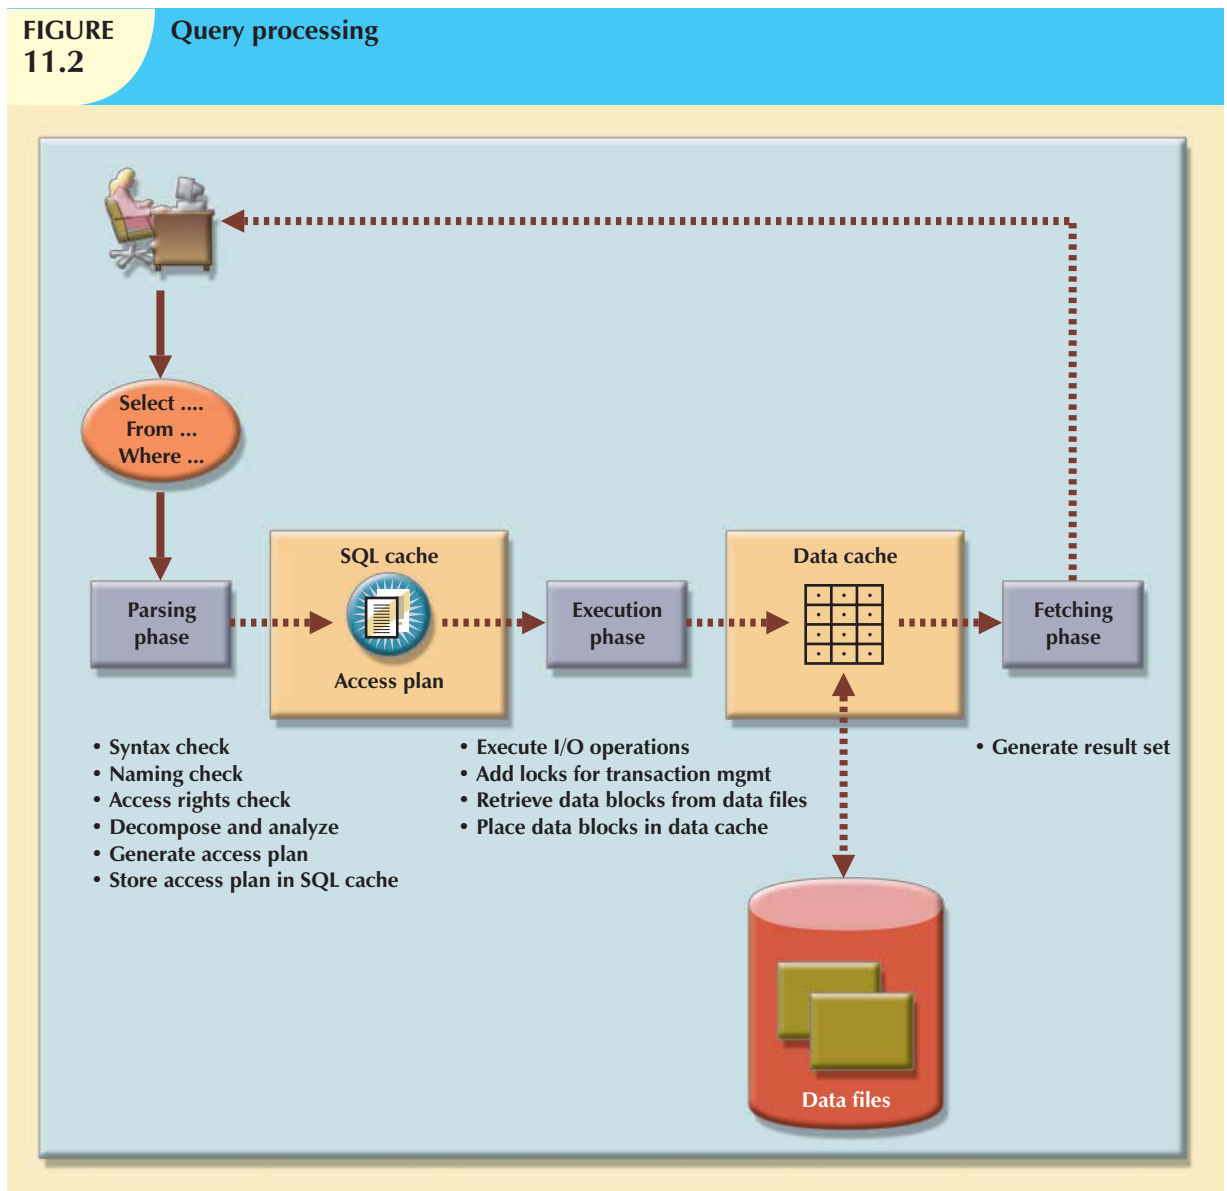 FIGURE
11.2
Query processing
Select ....
From ...
Where ...
Parsing
phase
SQL cache
Access plan
Execution
phase
Data cache
Fetching
phase
• Syntax check
• Naming check
• Access rights check
• Decompose and analyze
• Generate access plan
• Store access plan in SQL cache
• Execute I/O operations
• Add locks for transaction mgmt
• Retrieve data blocks from data files
• Place data blocks in data cache
• Generate result set
Data files